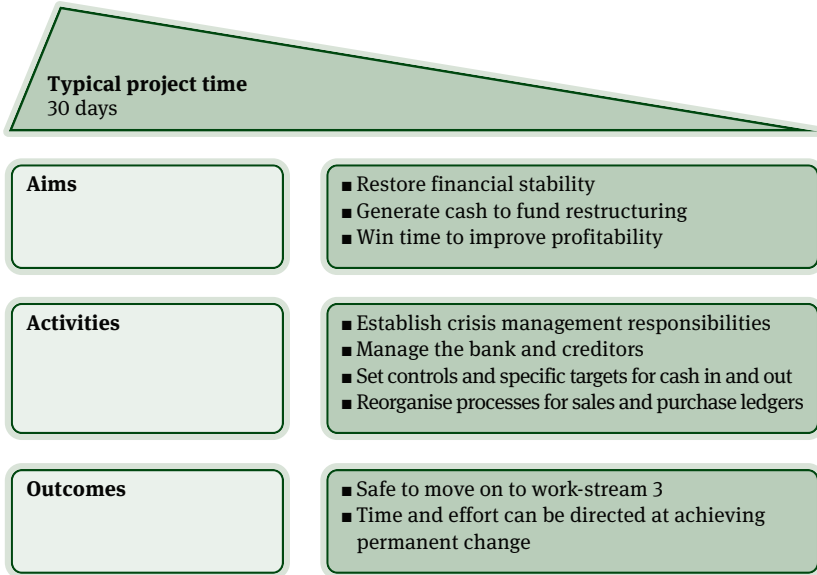 Typical project time
30 days
Aims
■ Restore financial stability
■ Generate cash to fund restructuring
■ Win time to improve profitability
Activities
■ Establish crisis management responsibilities
■ Manage the bank and creditors
■ Set controls and specific targets for cash in and out
■ Reorganise processes for sales and purchase ledgers
Outcomes
■ Safe to move on to work-stream 3
■ Time and effort can be directed at achieving
permanent change